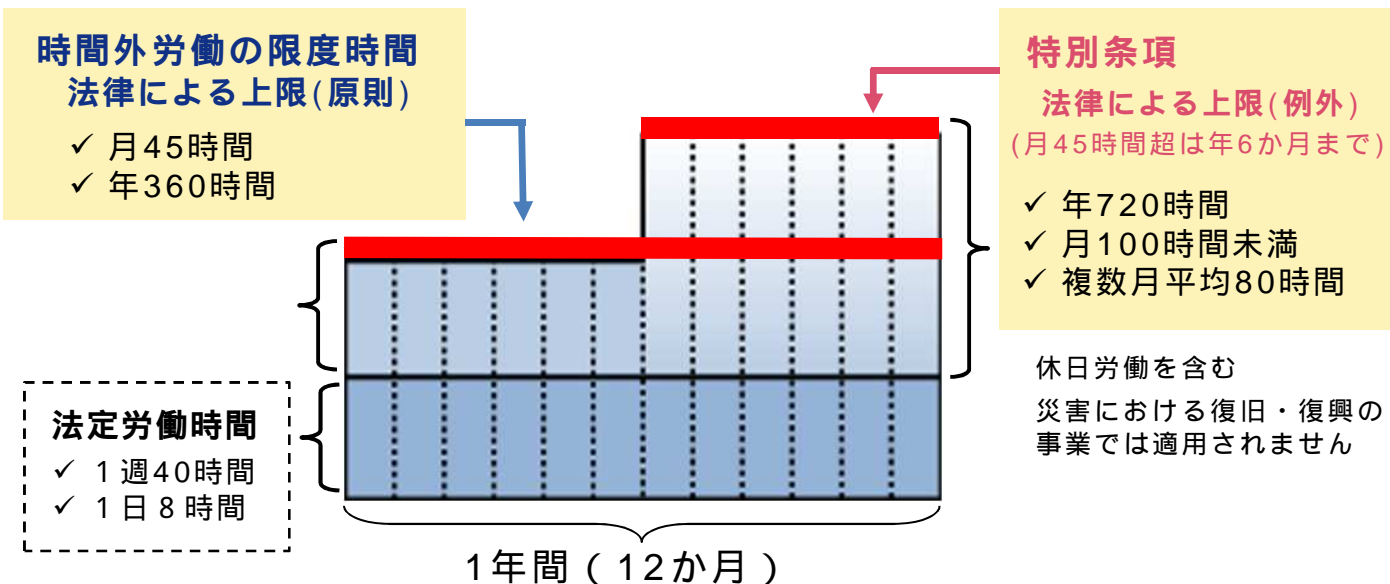 時間外労働の限度時間
法律による上限(原則)
✓ 月45時間
✓ 年360時間
特別条項
法律による上限(例外)
(月45時間超は年6か月まで)
✓ 年720時間
✓ 月100時間未満
✓ 複数月平均80時間
休日労働を含む
災害における復旧・復興の
事業では適用されません
法定労働時間
✓ 1週40時間
✓ 1日8時間
1年間(12か月)